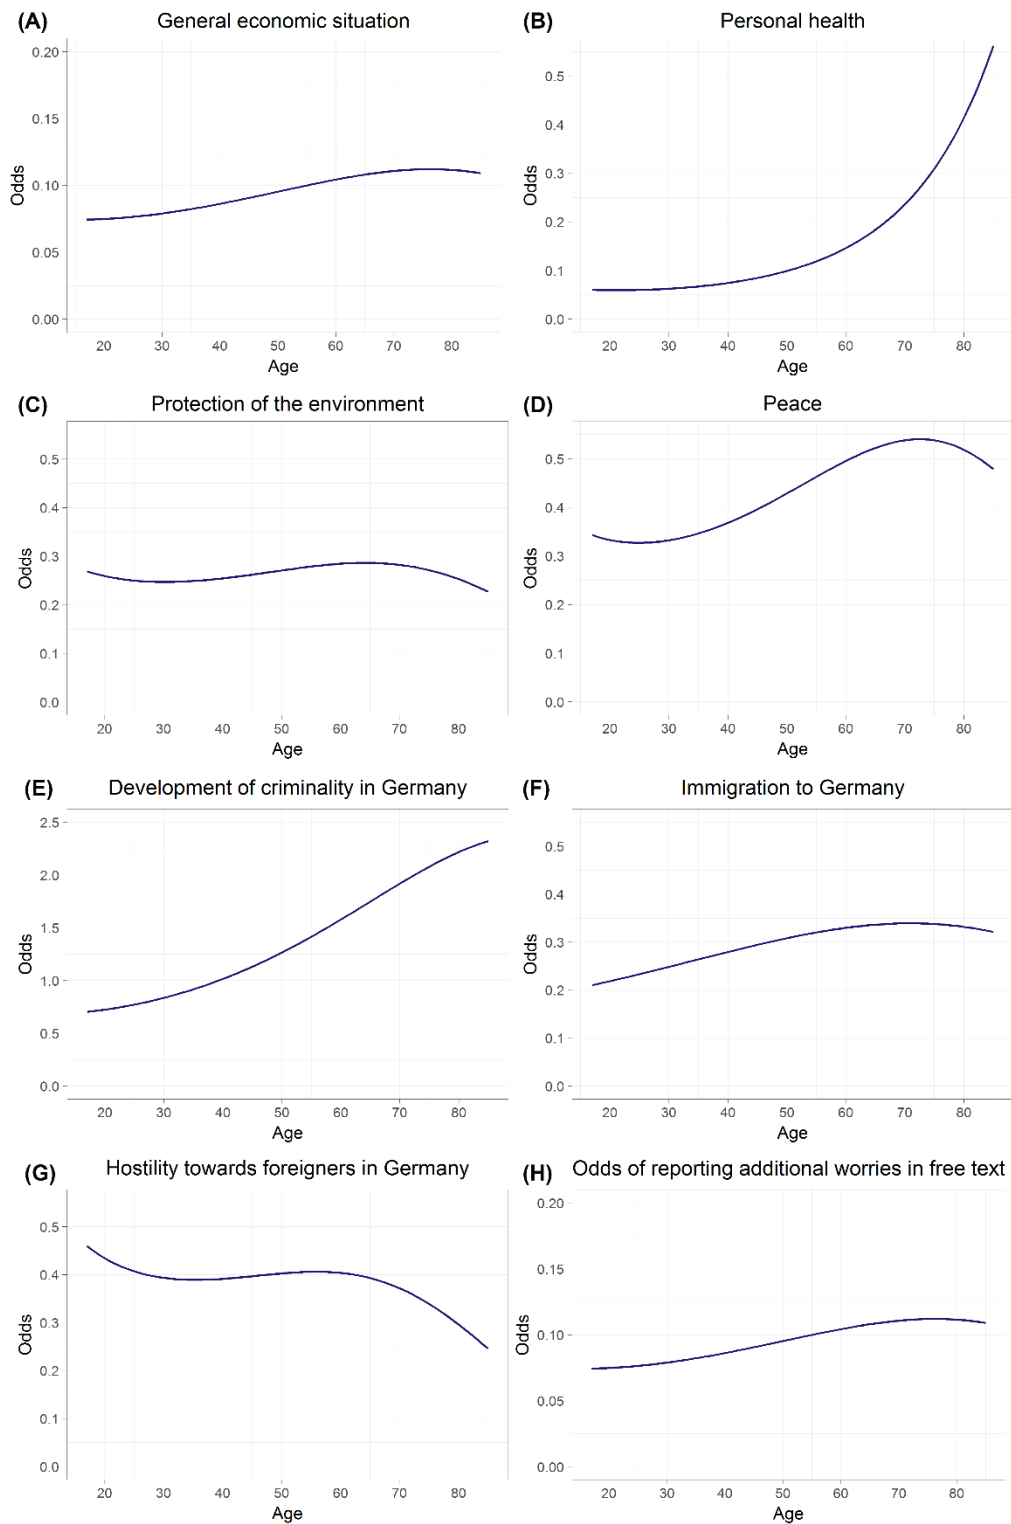 (A) General economic situation
0.20
0.15
0.10
0.05
0.00
Odds
20 30 40 50 60 70 80
Age
(B) Personal health
0.5
0.4
0.3
0.2
0.1
0.0
Odds
20 30 40 50 60 70 80
Age
(C) Protection of the environment
0.5
0.4
0.3
0.2
0.1
0.0
Odds
20 30 40 50 60 70 80
Age
(D) Peace
0.5
0.4
0.3
0.2
0.1
0.0
Odds
20 30 40 50 60 70 80
Age
(E) Development of criminality in Germany
2.5
2.0
1.5
1.0
0.5
0.0
Odds
20 30 40 50 60 70 80
Age
(F) Immigration to Germany
0.5
0.4
0.3
0.2
0.1
0.0
Odds
20 30 40 50 60 70 80
Age
(G) Hostility towards foreigners in Germany
0.5
0.4
0.3
0.2
0.1
0.0
Odds
20 30 40 50 60 70 80
Age
(H) Odds of reporting additional worries in free text
0.20
0.15
0.10
0.05
0.00
Odds
20 30 40 50 60 70 80
Age